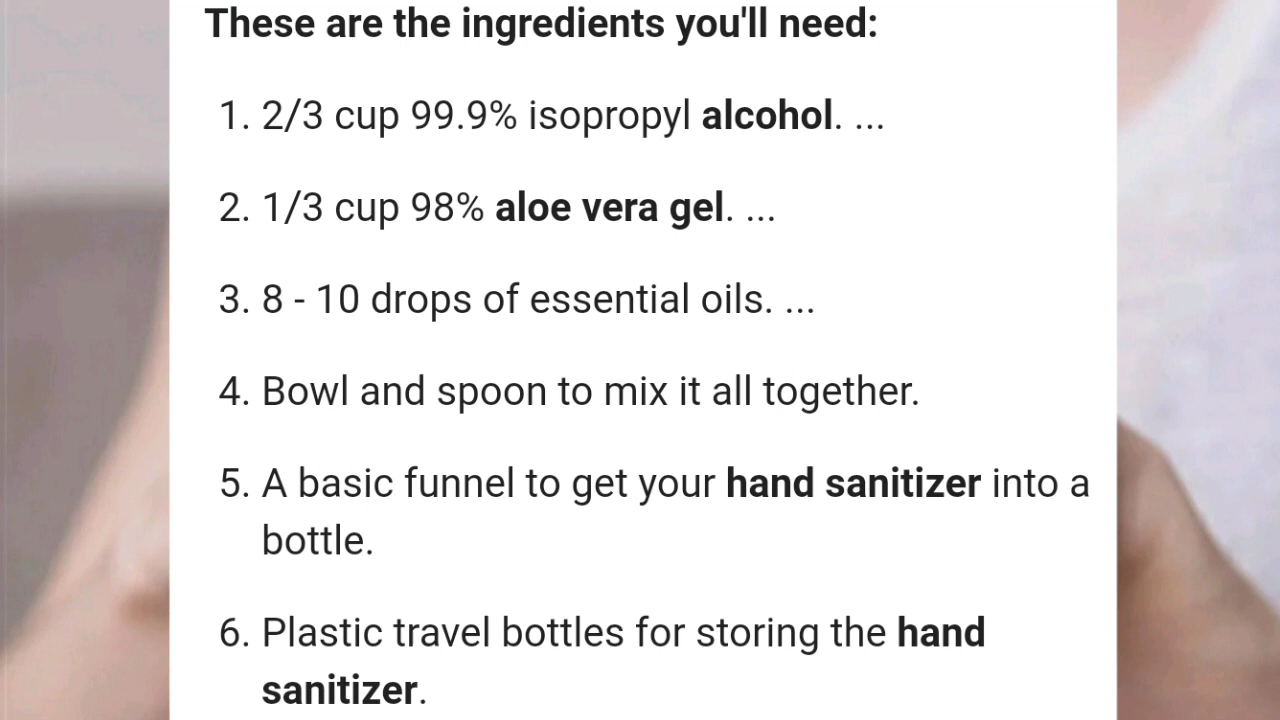 These are the ingredients you'll need:
1. 2/3 cup 99.9% isopropyl alcohol. ...
2. 1/3 cup 98% aloe vera gel. ...
3. 8 - 10 drops of essential oils. ...
4. Bowl and spoon to mix it all together.
5. A basic funnel to get your hand sanitizer into a
bottle.
6. Plastic travel bottles for storing the hand
sanitizer.